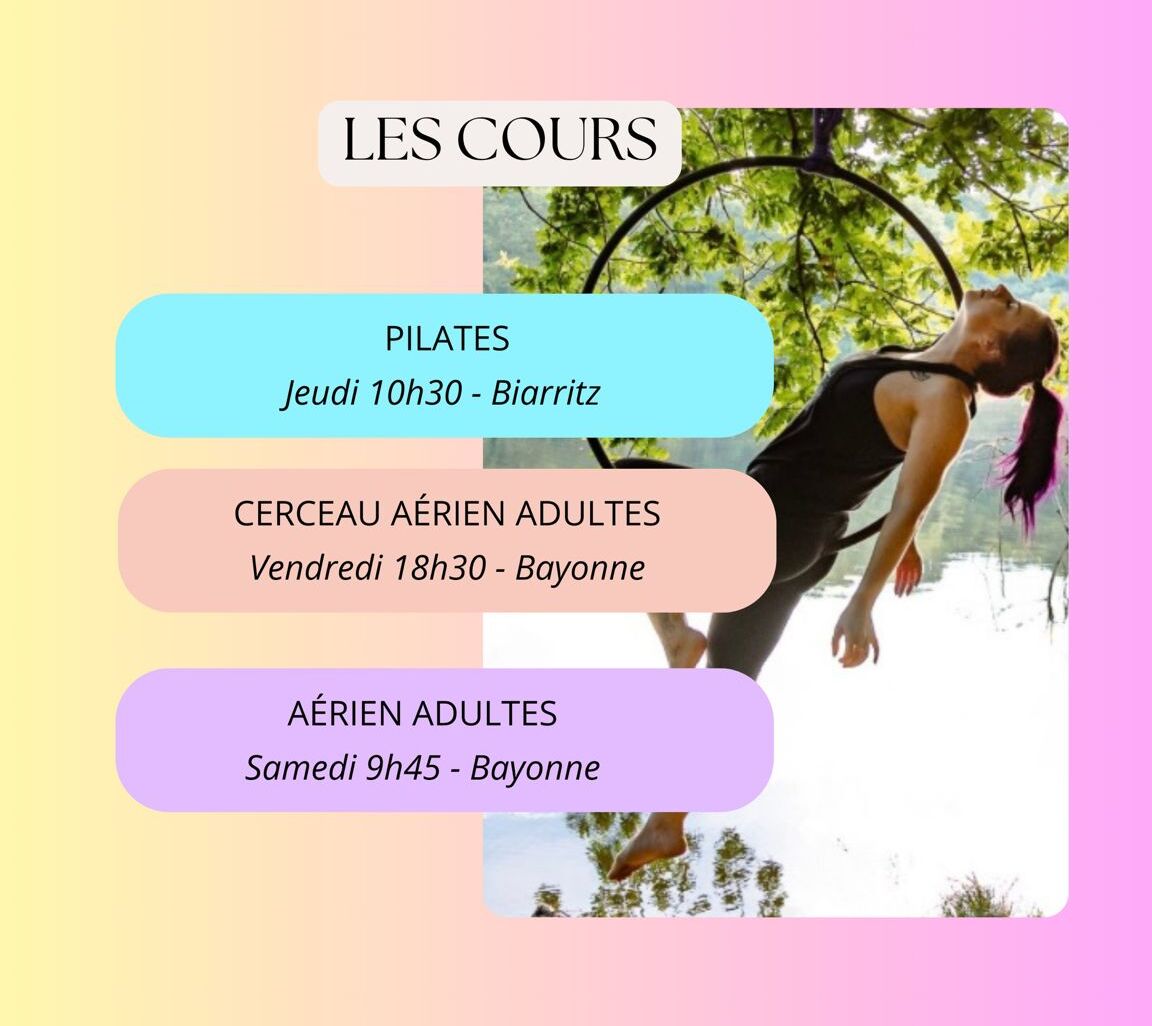 LES COURS
PILATES
Jeudi 10h30 - Biarritz
CERCEAU AÉRIEN ADULTES
Vendredi 18h30 - Bayonne
AÉRIEN ADULTES
Samedi 9h45 - Bayonne